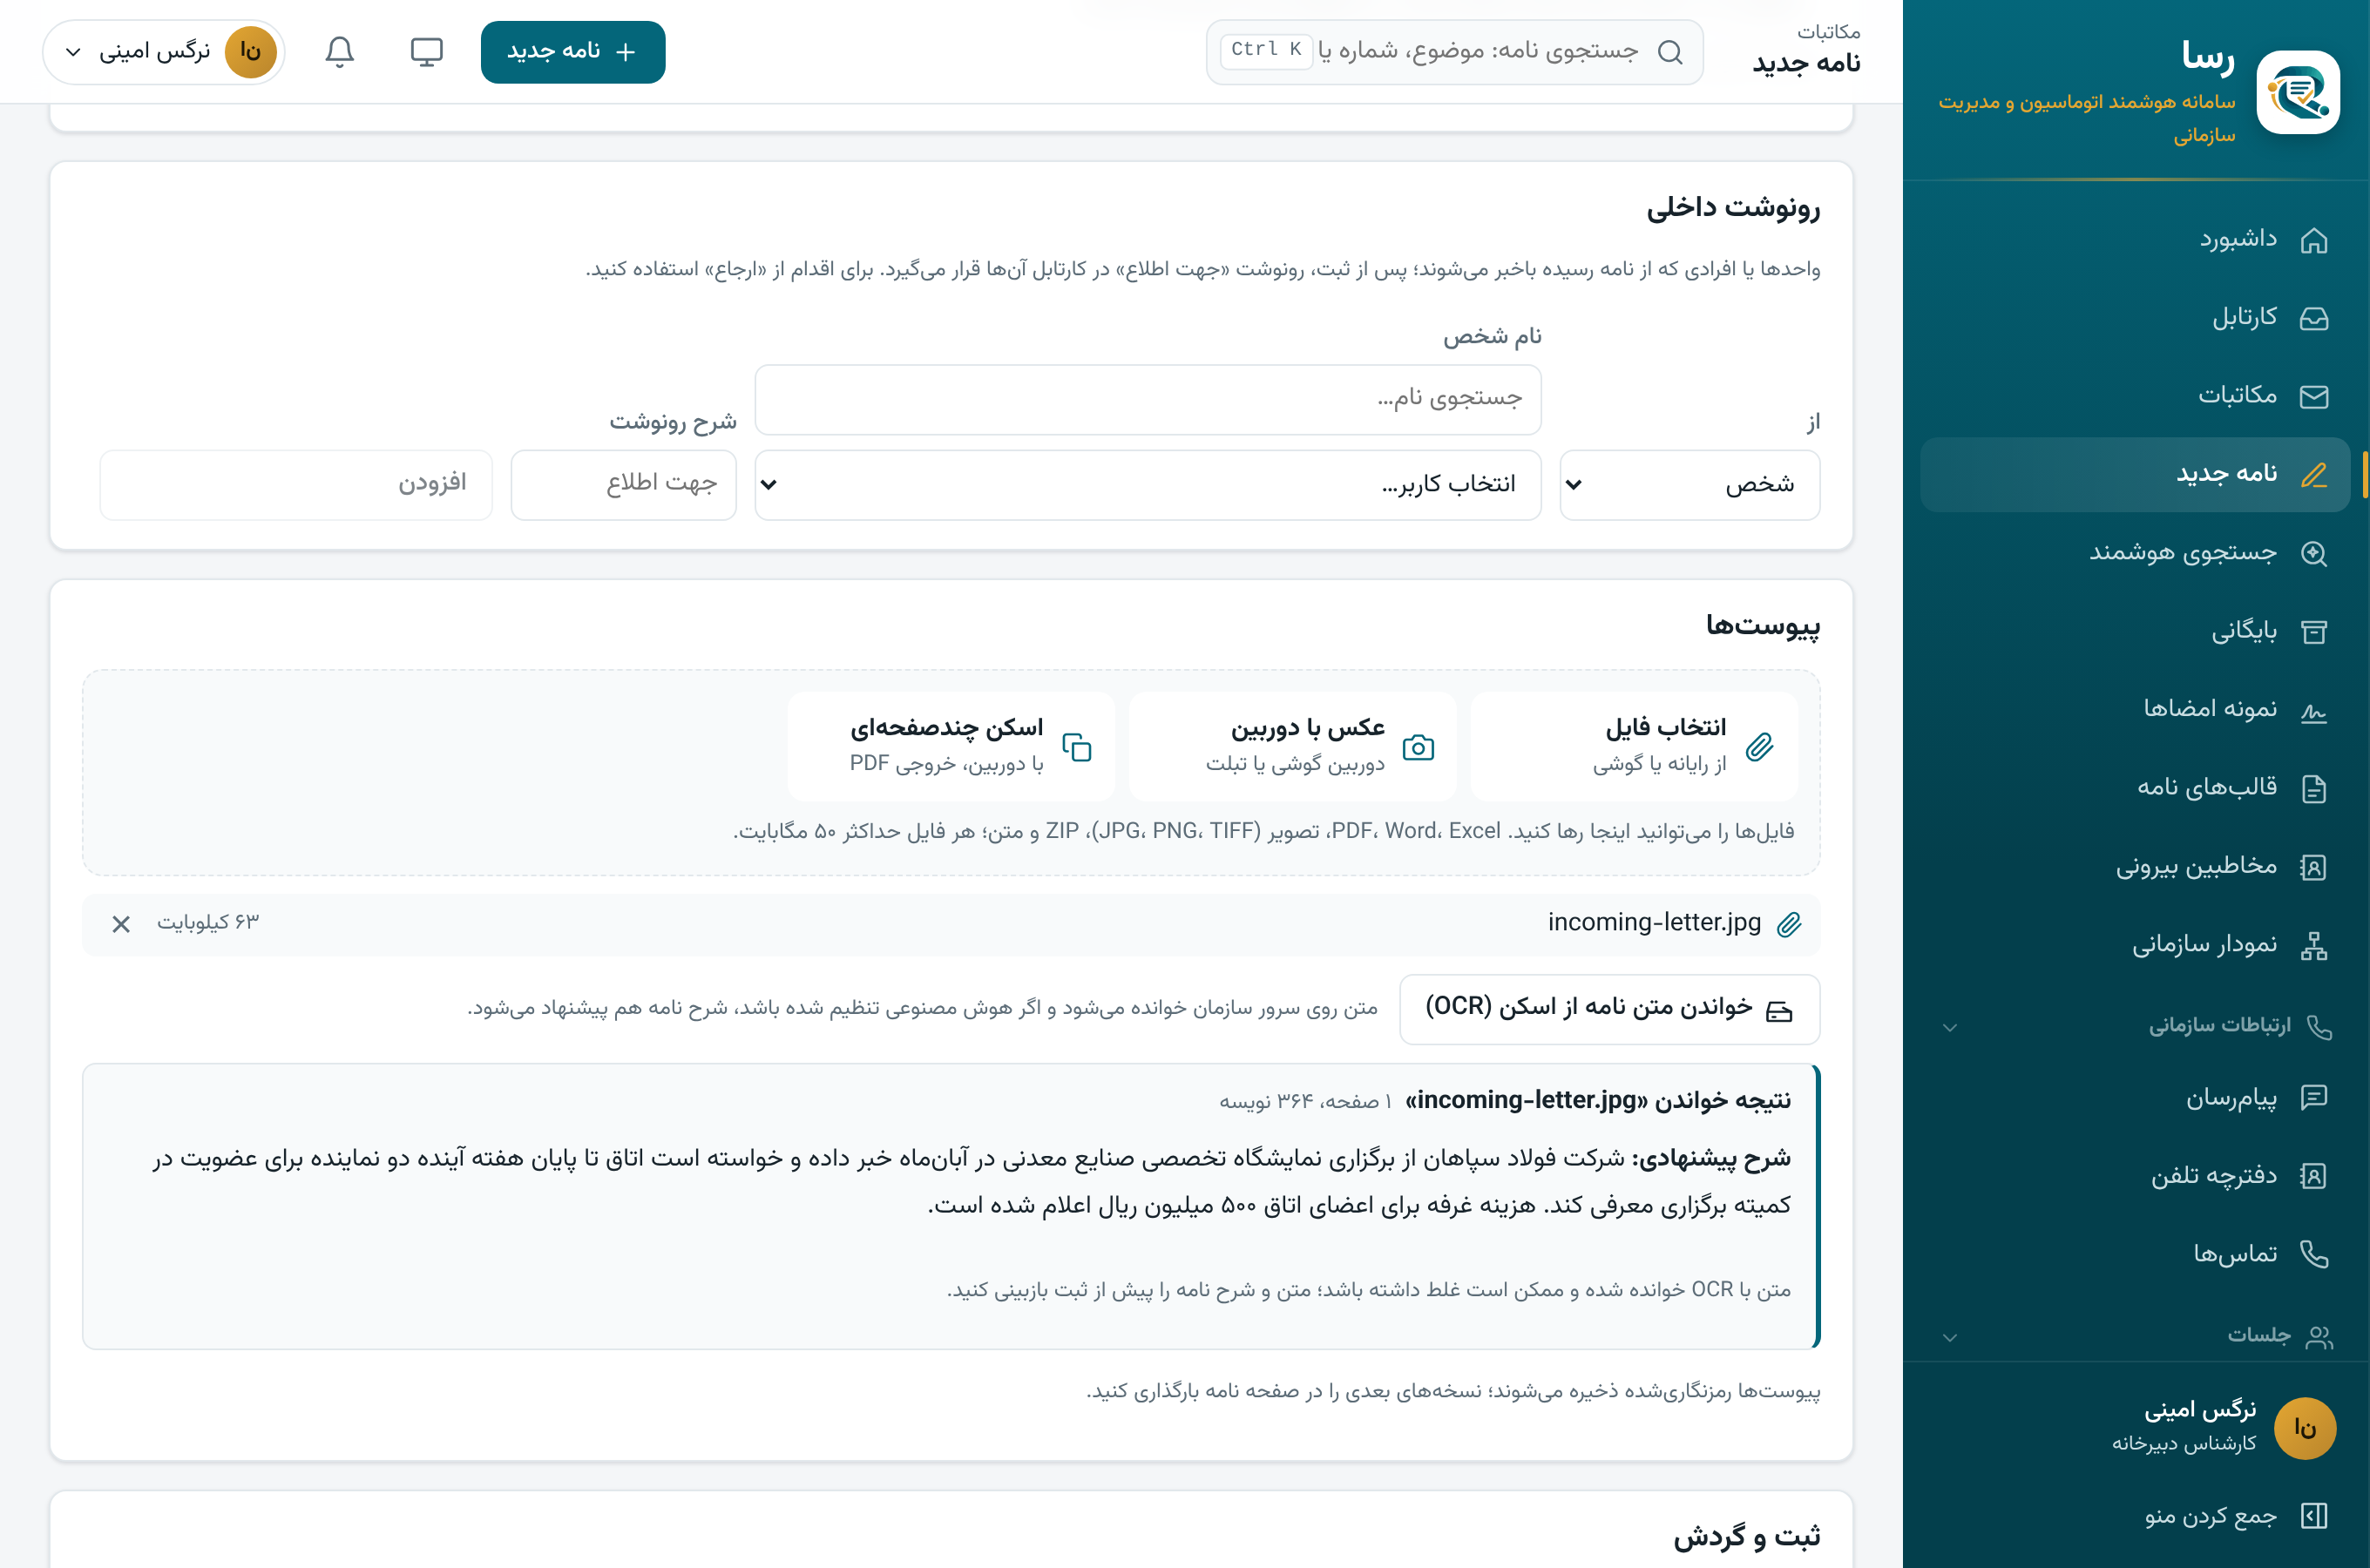 رسا
سامانه هوشمند اتوماسیون و مدیریت
سازمانی
داشبورد
کارتابل
مکاتبات
نامه جدید
جستجوی هوشمند
بایگانی
نمونه امضاها
قالب‌های نامه
مخاطبین بیرونی
نمودار سازمانی
ارتباطات سازمانی
پیام‌رسان
دفترچه تلفن
تماس‌ها
جلسات
نا
نرگس امینی
کارشناس دبیرخانه
جمع کردن منو
مکاتبات
نامه جدید
جستجوی نامه: موضوع، شماره یا Ctrl K
نامه جدید
نا نرگس امینی
رونوشت داخلی
واحدها یا افرادی که از نامه رسیده باخبر می‌شوند؛ پس از ثبت، رونوشت «جهت اطلاع» در کارتابل آن‌ها قرار می‌گیرد. برای اقدام از «ارجاع» استفاده کنید.
از
شخص
نام شخص
جستجوی نام...
انتخاب کاربر...
شرح رونوشت
جهت اطلاع
افزودن
پیوست‌ها
انتخاب فایل
از رایانه یا گوشی
عکس با دوربین
دوربین گوشی یا تبلت
اسکن چندصفحه‌ای
با دوربین، خروجی PDF
فایل‌ها را می‌توانید اینجا رها کنید. PDF، Word، Excel، تصویر (JPG، PNG، TIFF)، ZIP و متن؛ هر فایل حداکثر ۵۰ مگابایت.
incoming-letter.jpg ۶۳ کیلوبایت
خواندن متن نامه از اسکن (OCR)
متن روی سرور سازمان خوانده می‌شود و اگر هوش مصنوعی تنظیم شده باشد، شرح نامه هم پیشنهاد می‌شود.
نتیجه خواندن «incoming-letter.jpg» ۱ صفحه، ۳۶۴ نویسه
شرح پیشنهادی: شرکت فولاد سپاهان از برگزاری نمایشگاه تخصصی صنایع معدنی در آبان‌ماه خبر داده و خواسته است اتاق تا پایان هفته آینده دو نماینده برای عضویت در
کمیته برگزاری معرفی کند. هزینه غرفه برای اعضای اتاق ۵۰۰ میلیون ریال اعلام شده است.
متن با OCR خوانده شده و ممکن است غلط داشته باشد؛ متن و شرح نامه را پیش از ثبت بازبینی کنید.
پیوست‌ها رمزنگاری‌شده ذخیره می‌شوند؛ نسخه‌های بعدی را در صفحه نامه بارگذاری کنید.
ثبت و گردش